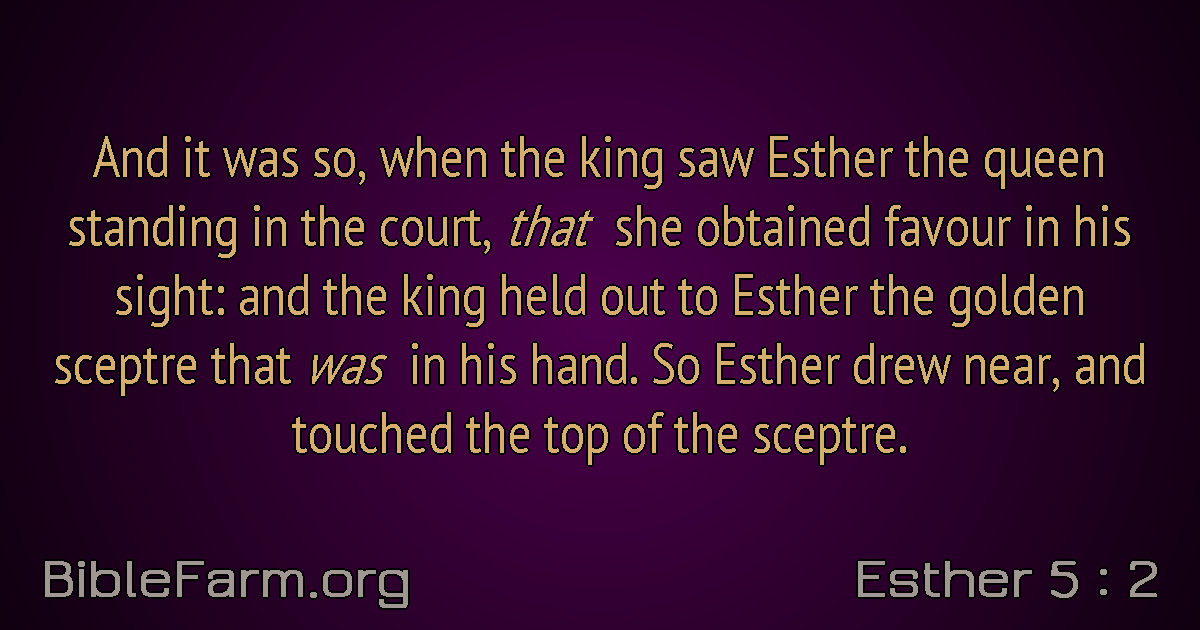 And it was so, when the king saw Esther the queen
standing in the court, that she obtained favour in his
sight: and the king held out to Esther the golden
sceptre that was in his hand. So Esther drew near, and
touched the top of the sceptre.
BibleFarm.org
Esther 5 : 2